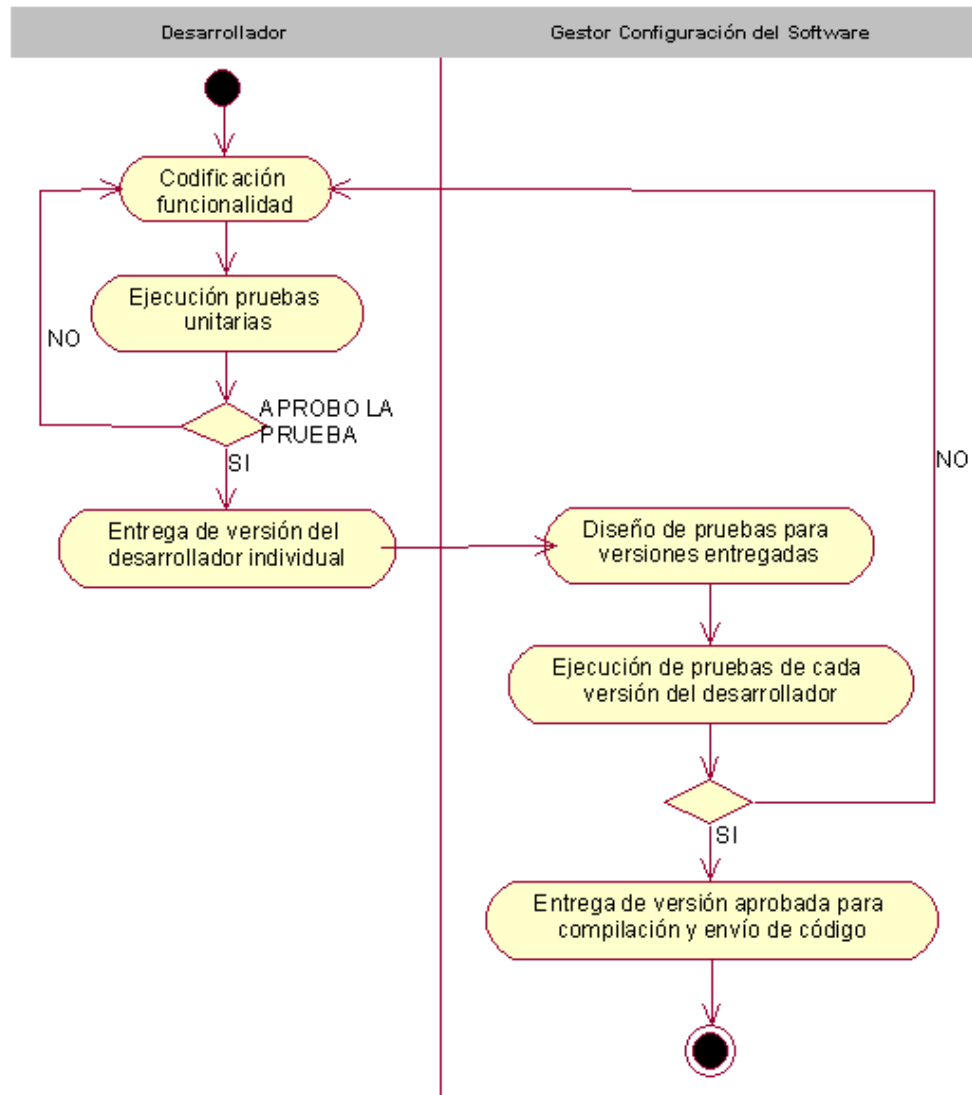 Desarrollador
Gestor Configuración del Software
Codificación
funcionalidad
Ejecución pruebas
unitarias
NO
APROBO LA
PRUEBA
SI
Entrega de versión del
desarrollador individual
Diseño de pruebas para
versiones entregadas
Ejecución de pruebas de cada
versión del desarrollador
NO
SI
Entrega de versión aprobada para
compilación y envío de código